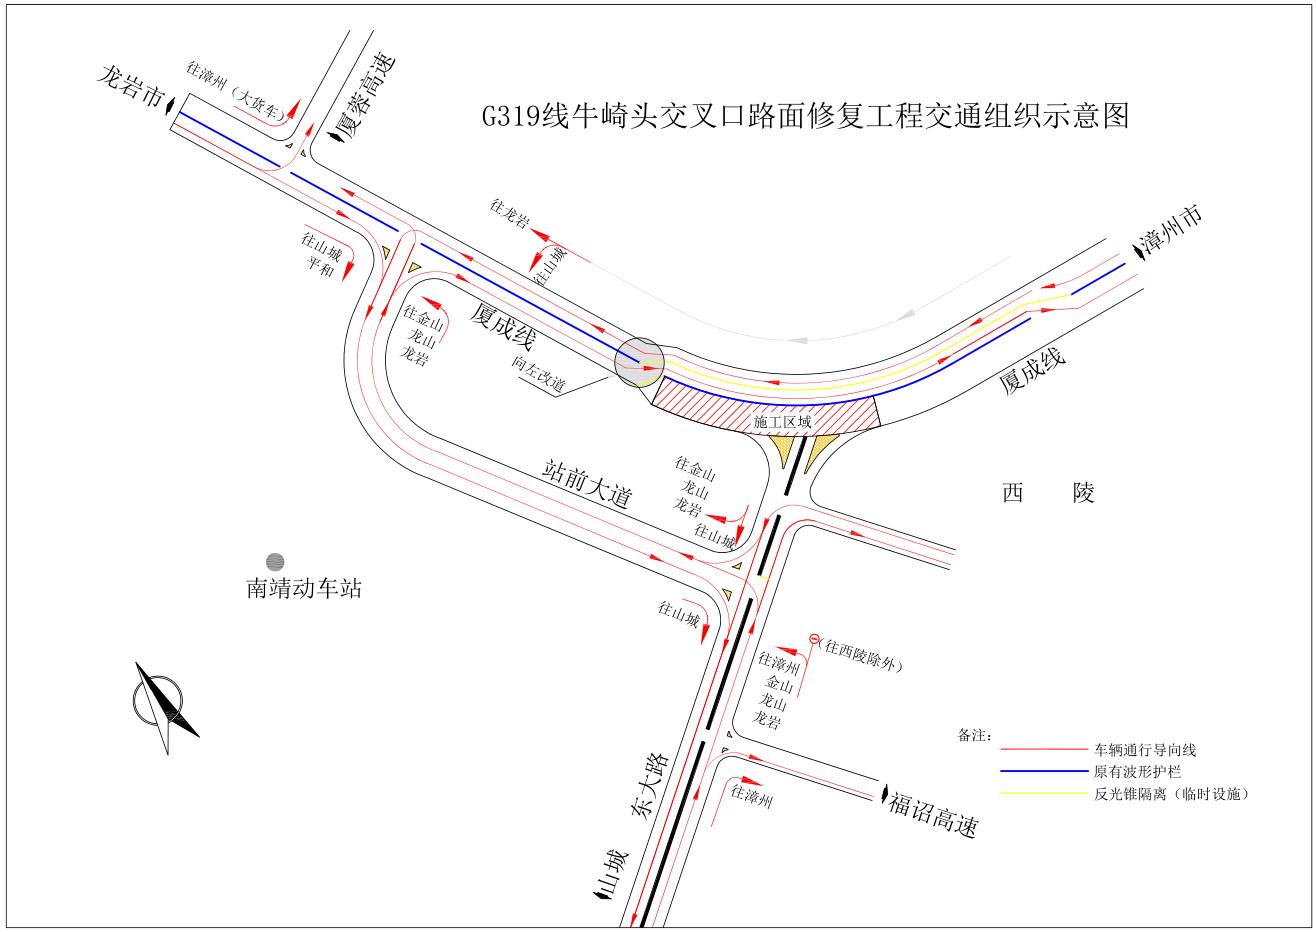 G319线牛崎头交叉口路面修复工程交通组织示意图
龙岩市
往漳州（大货车）
厦蓉高速
往龙岩
往山城
漳州市
往山城
平和
往金山
龙山
龙岩
厦成线
向左改道
厦成线
施工区域
站前大道
往金山
龙山
龙岩
往山城
西 陵
南靖动车站
往山城
（往西陵除外）
往漳州
金山
龙山
龙岩
备注：
车辆通行导向线
原有波形护栏
反光锥隔离（临时设施）
东大路
往漳州
福诏高速
山城